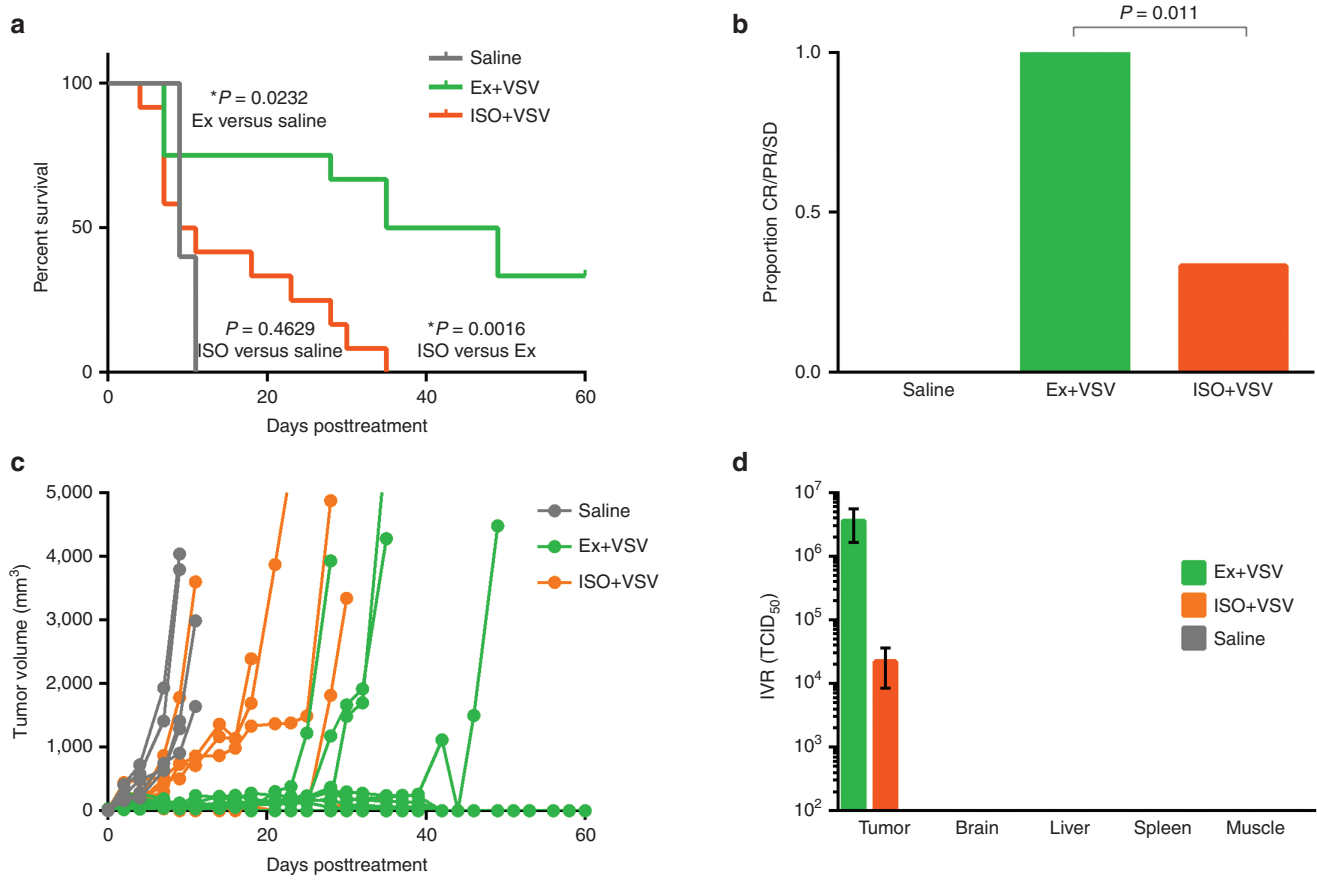 a
Saline
Ex+VSV
ISO+VSV
*P = 0.0232
Ex versus saline
P = 0.4629
ISO versus saline
*P = 0.0016
ISO versus Ex
Percent survival
100
50
0
0 20 40 60
Days posttreatment
b
P = 0.011
Proportion CR/PR/SD
1.0
0.5
0.0
Saline Ex+VSV ISO+VSV
c
Saline
Ex+VSV
ISO+VSV
Tumor volume (mm³)
5,000
4,000
3,000
2,000
1,000
0
0 20 40 60
Days posttreatment
d
Ex+VSV
ISO+VSV
Saline
IVR (TCID₅₀)
10⁷
10⁶
10⁵
10⁴
10³
10²
Tumor Brain Liver Spleen Muscle